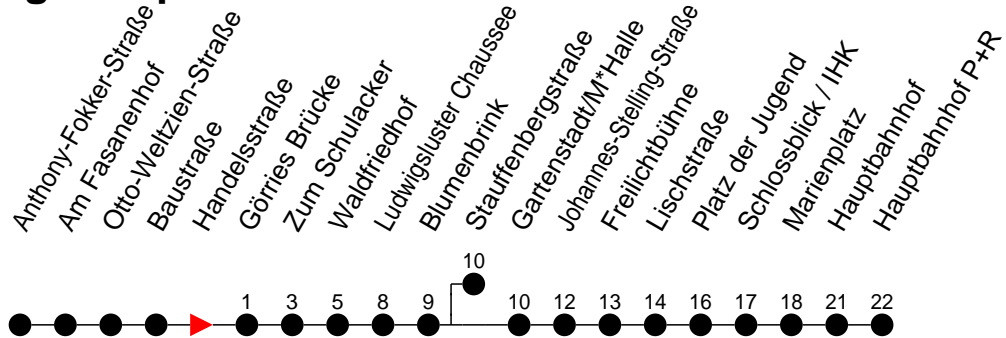 Anthony-Fokker-Straße
Am Fasanenhof
Otto-Weltzien-Straße
Baustraße
Handelsstraße
Görries Brücke
Zum Schulacker
Waldfriedhof
Ludwigsluster Chaussee
Blumenbrink
Stauffenbergstraße
Gartenstadt/M*Halle
Johannes-Stelling-Straße
Freilichtbühne
Lischstraße
Platz der Jugend
Schlossblick / IHK
Marienplatz
Hauptbahnhof
Hauptbahnhof P+R
10
1 3 5 8 9 10 12 13 14 16 17 18 21 22